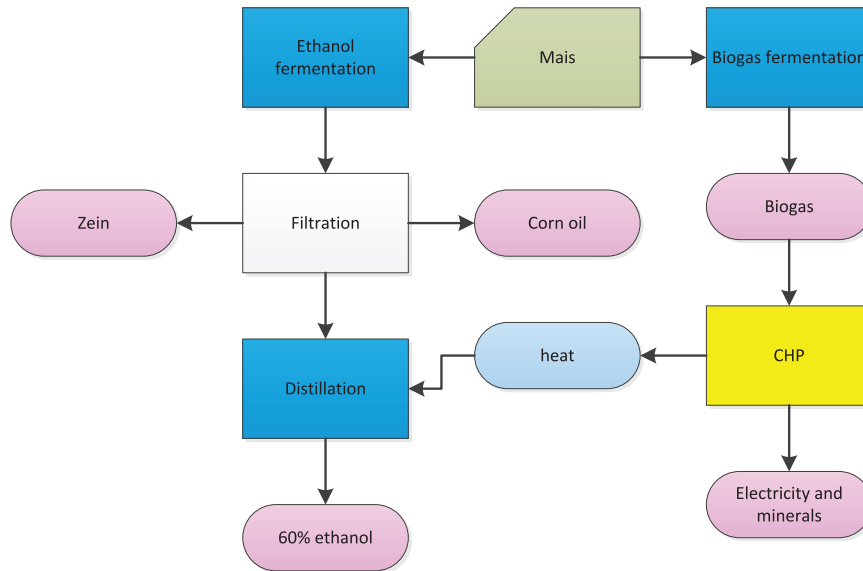 Ethanol
fermentation
Mais
Biogas fermentation
Zein
Filtration
Corn oil
Biogas
Distillation
heat
CHP
60% ethanol
Electricity and
minerals